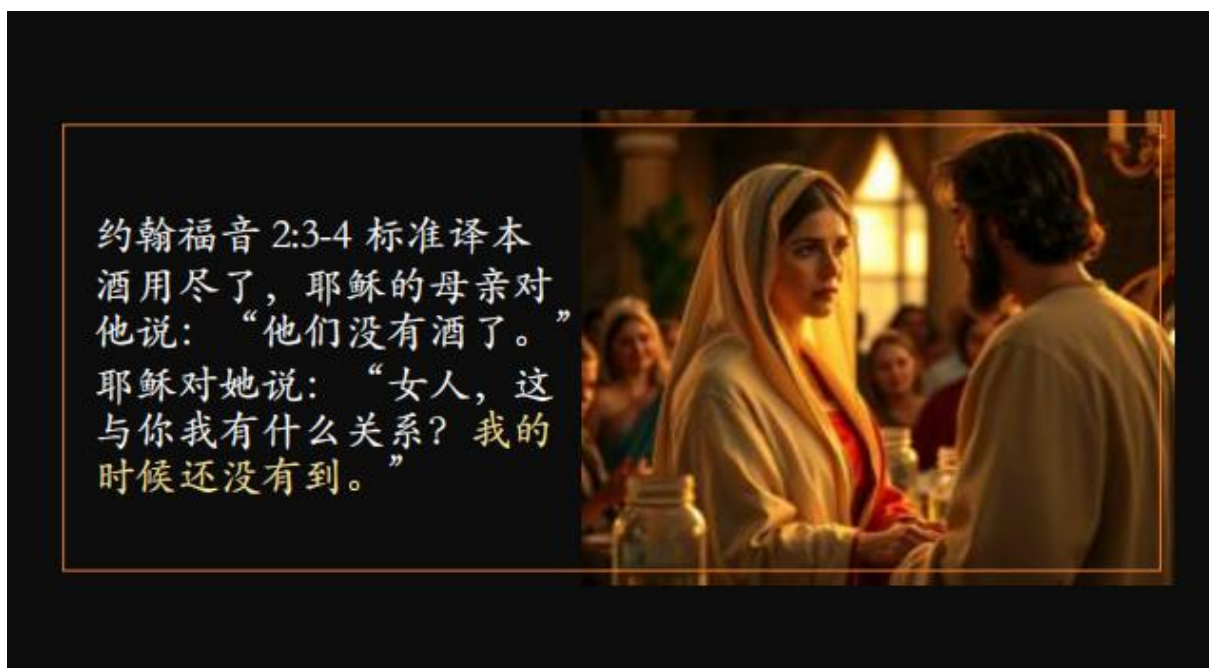 约翰福音 2:3-4 标准译本
酒用尽了，耶稣的母亲对
他说：“他们没有酒了。”
耶稣对她说：“女人，这
与你我有什么关系？我的
时候还没有到。”